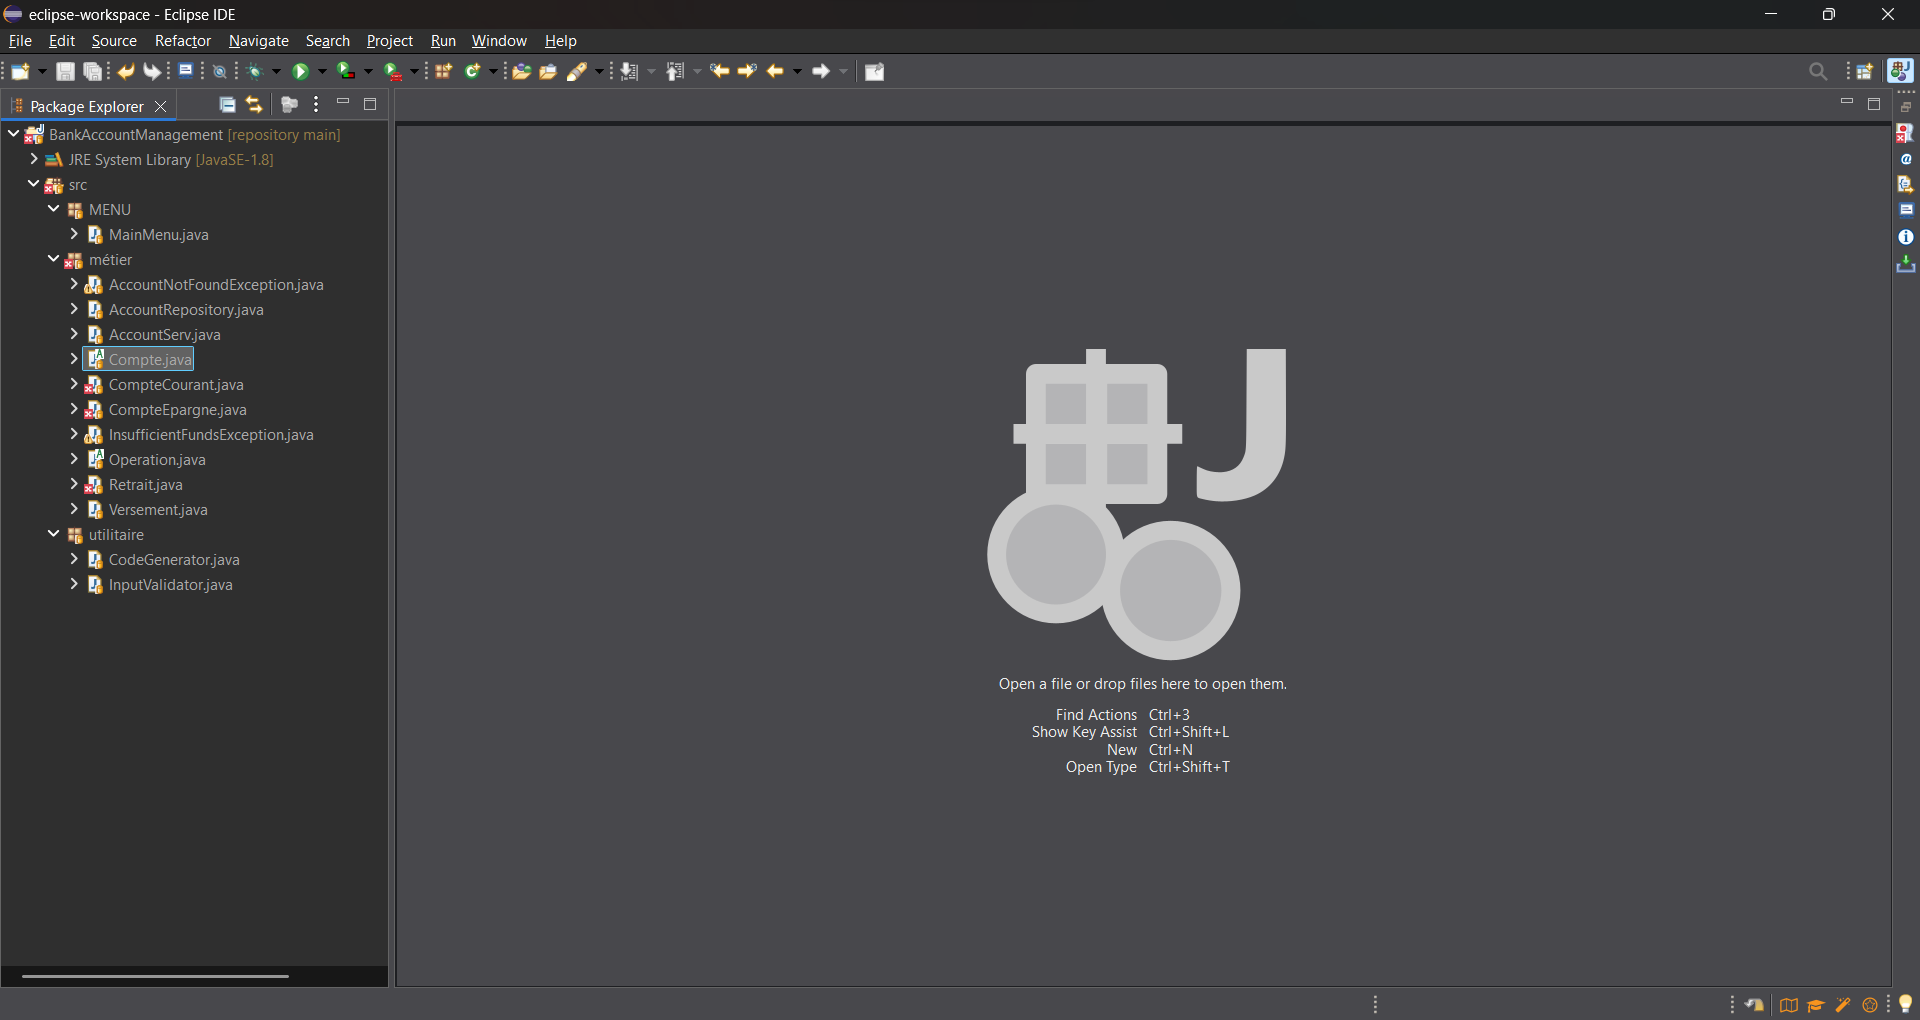 eclipse-workspace - Eclipse IDE
File Edit Source Refactor Navigate Search Project Run Window Help
Package Explorer
BankAccountManagement [repository main]
JRE System Library [JavaSE-1.8]
src
MENU
MainMenu.java
métier
AccountNotFoundException.java
AccountRepository.java
AccountServ.java
Compte.java
CompteCourant.java
CompteEpargne.java
InsufficientFundsException.java
Operation.java
Retrait.java
Versement.java
utilitaire
CodeGenerator.java
InputValidator.java
J
Open a file or drop files here to open them.
Find Actions Ctrl+3
Show Key Assist Ctrl+Shift+L
New Ctrl+N
Open Type Ctrl+Shift+T